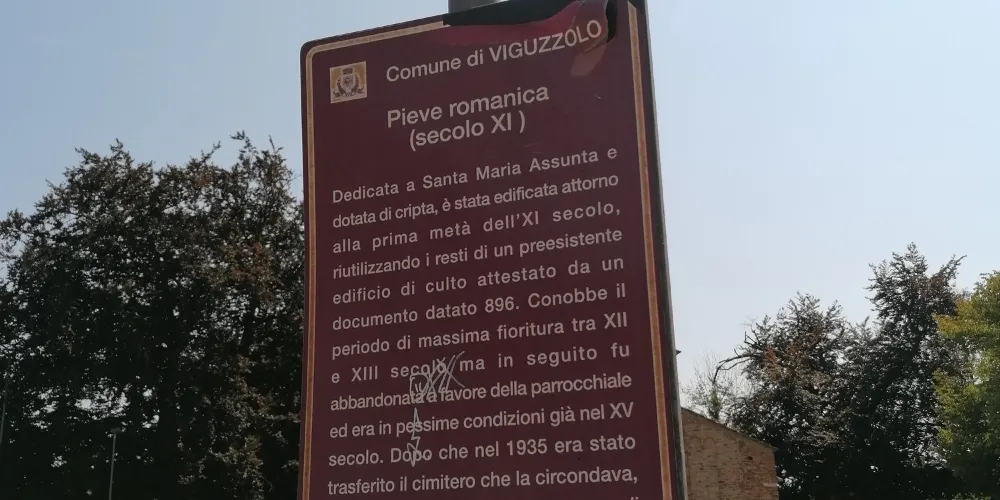 Comune di VIGUZZOLO
Pieve romanica
(secolo XI )
Dedicata a Santa Maria Assunta e
dotata di cripta, è stata edificata attorno
alla prima metà dell'XI secolo,
riutilizzando i resti di un preesistente
edificio di culto attestato da un
documento datato 896. Conobbe il
periodo di massima fioritura tra XII
e XIII secolo ma in seguito fu
abbandonata a favore della parrocchiale
ed era in pessime condizioni già nel XV
secolo. Dopo che nel 1935 era stato
trasferito il cimitero che la circondava,